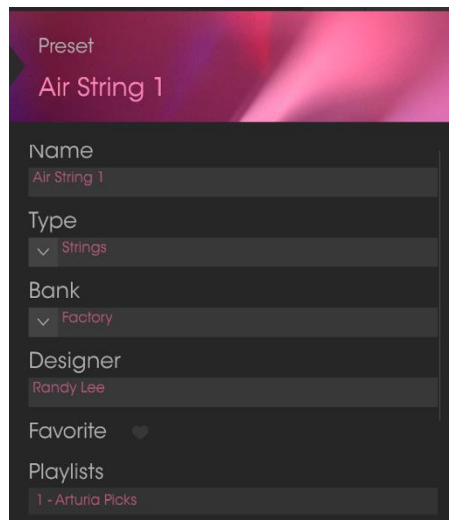 Preset
Air String 1
Name
Air String 1
Type
Strings
Bank
Factory
Designer
Randy Lee
Favorite
Playlists
1 - Arturia Picks